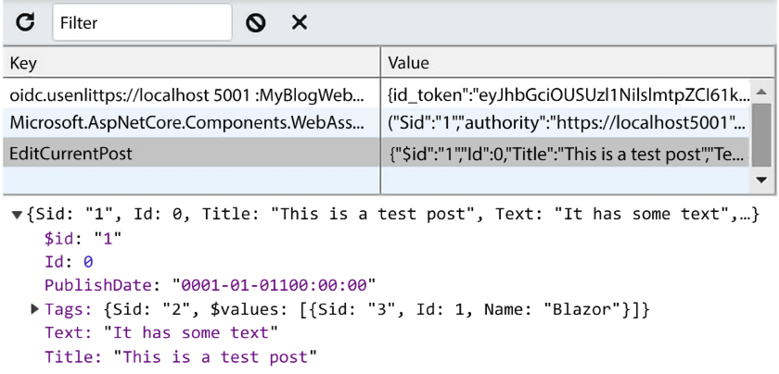 Filter
Key Value
oidc.usenlittps://localhost 5001 :MyBlogWeb... {id_token":"eyJhbGciOUSUzl1NilslmtpZCI61k...
Microsoft.AspNetCore.Components.WebAss... ("Sid":"1","authority":"https://localhost5001"...
EditCurrentPost {"$id":"1","Id":0,"Title":"This is a test post","Te...
{Sid: "1", Id: 0, Title: "This is a test post", Text: "It has some text",…}
$id: "1"
Id: 0
PublishDate: "0001-01-01100:00:00"
Tags: {Sid: "2", $values: [{Sid: "3", Id: 1, Name: "Blazor"}]}
Text: "It has some text"
Title: "This is a test post"